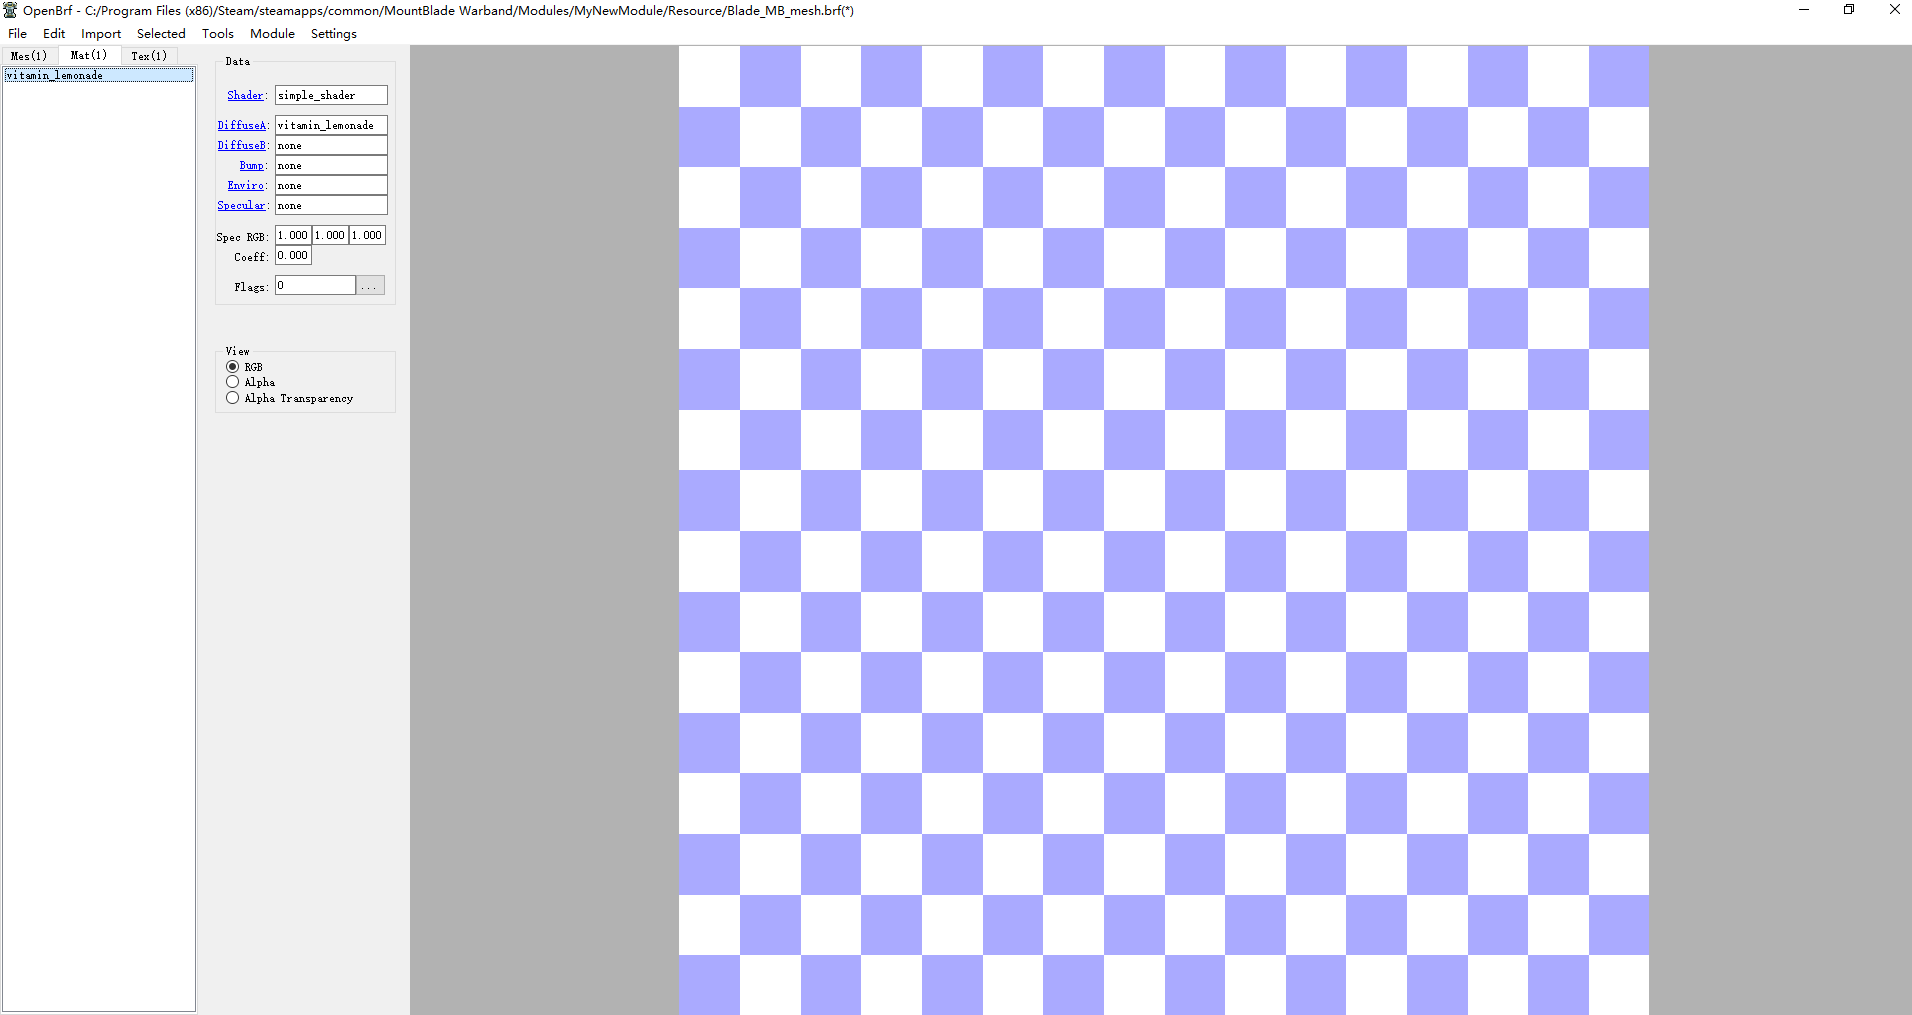 OpenBrf - C:/Program Files (x86)/Steam/steamapps/common/MountBlade Warband/Modules/MyNewModule/Resource/Blade_MB_mesh.brf(*)
File Edit Import Selected Tools Module Settings
Mes(1) Mat(1) Tex(1)
vitamin_lemonade
Data
Shader: simple_shader
DiffuseA: vitamin_lemonade
DiffuseB: none
Bump: none
Enviro: none
Specular: none
Spec RGB: 1.000 1.000 1.000
Coeff: 0.000
Flags: 0 ...
View
RGB
Alpha
Alpha Transparency